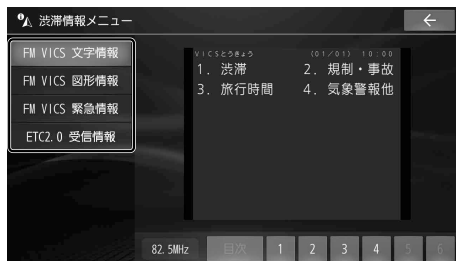 渋滞情報メニュー
FM VICS 文字情報
FM VICS 図形情報
FM VICS 緊急情報
ETC2.0 受信情報
VICSとうきょう (01/01) 10:00
1. 渋滞 2. 規制・事故
3. 旅行時間 4. 気象警報他
82.5MHz 目次 1 2 3 4 5 6